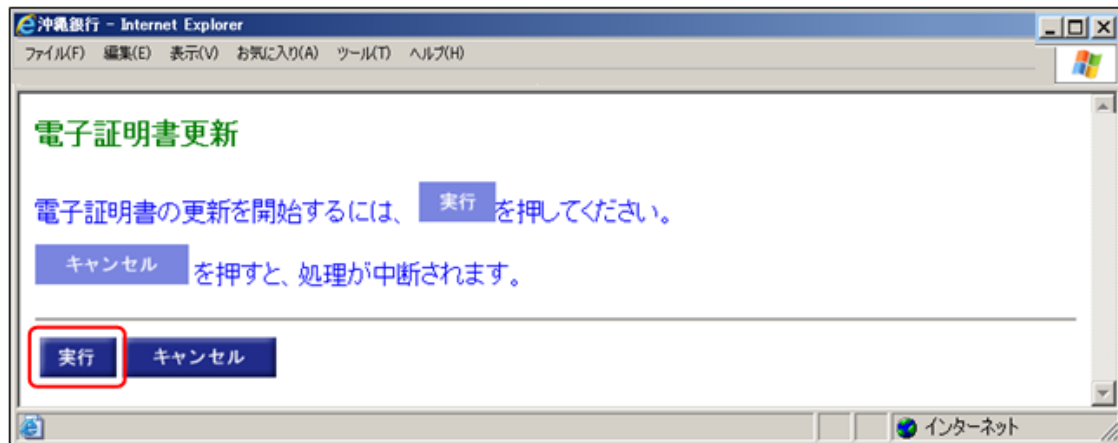 沖縄銀行 - Internet Explorer
ファイル(F) 編集(E) 表示(V) お気に入り(A) ツール(T) ヘルプ(H)
電子証明書更新
電子証明書の更新を開始するには、 実行 を押してください。
キャンセル を押すと、処理が中断されます。
実行 キャンセル
インターネット